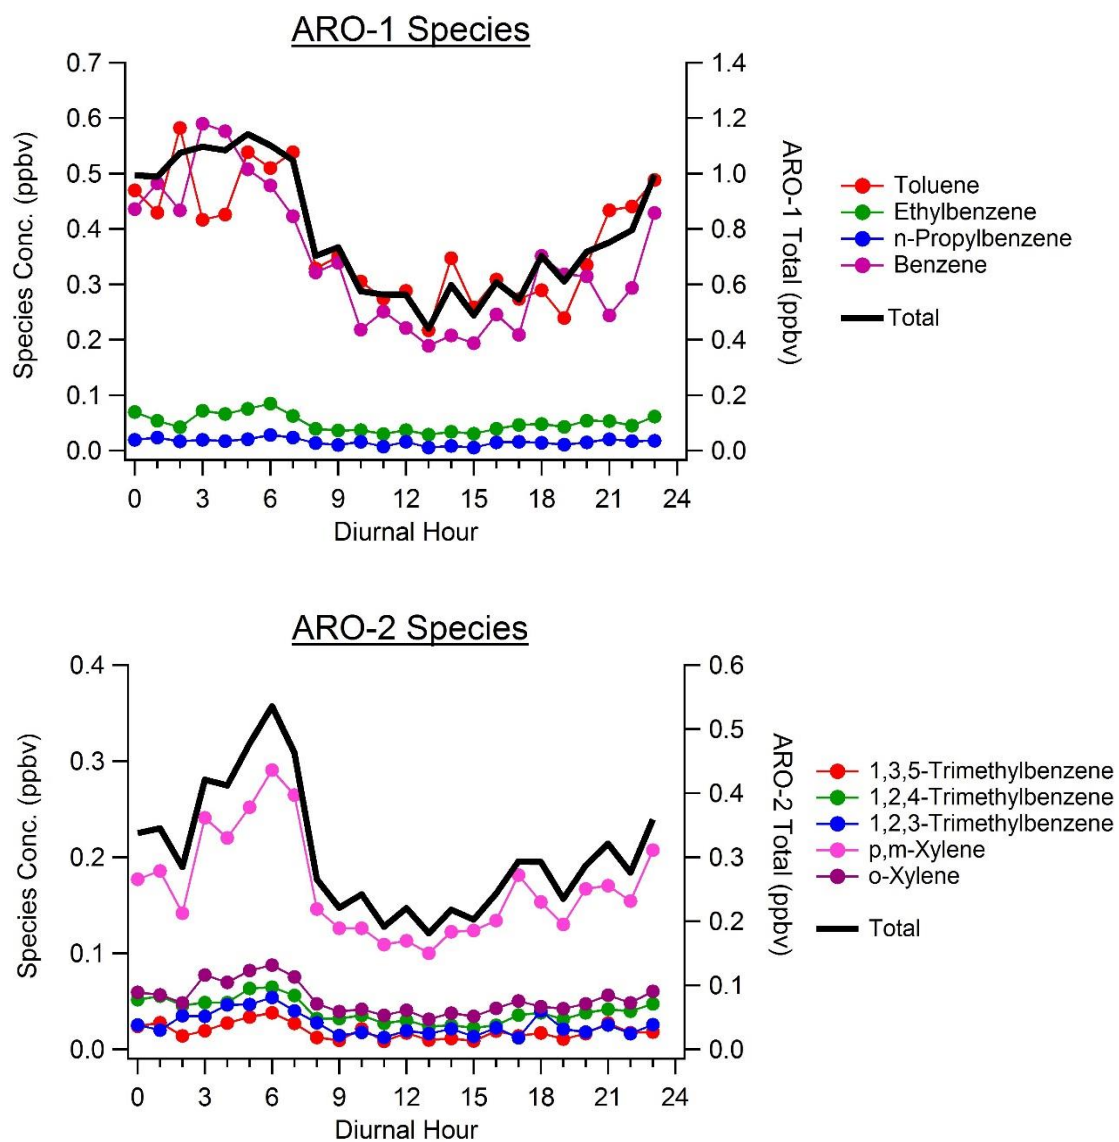 ARO-1 Species
0.7
0.6
0.5
0.4
0.3
0.2
0.1
0.0
Species Conc. (ppbv)
1.4
1.2
1.0
0.8
0.6
0.4
0.2
0.0
ARO-1 Total (ppbv)
0 3 6 9 12 15 18 21 24
Diurnal Hour
Toluene
Ethylbenzene
n-Propylbenzene
Benzene
Total
ARO-2 Species
0.4
0.3
0.2
0.1
0.0
Species Conc. (ppbv)
0.6
0.5
0.4
0.3
0.2
0.1
0.0
ARO-2 Total (ppbv)
0 3 6 9 12 15 18 21 24
Diurnal Hour
1,3,5-Trimethylbenzene
1,2,4-Trimethylbenzene
1,2,3-Trimethylbenzene
p,m-Xylene
o-Xylene
Total